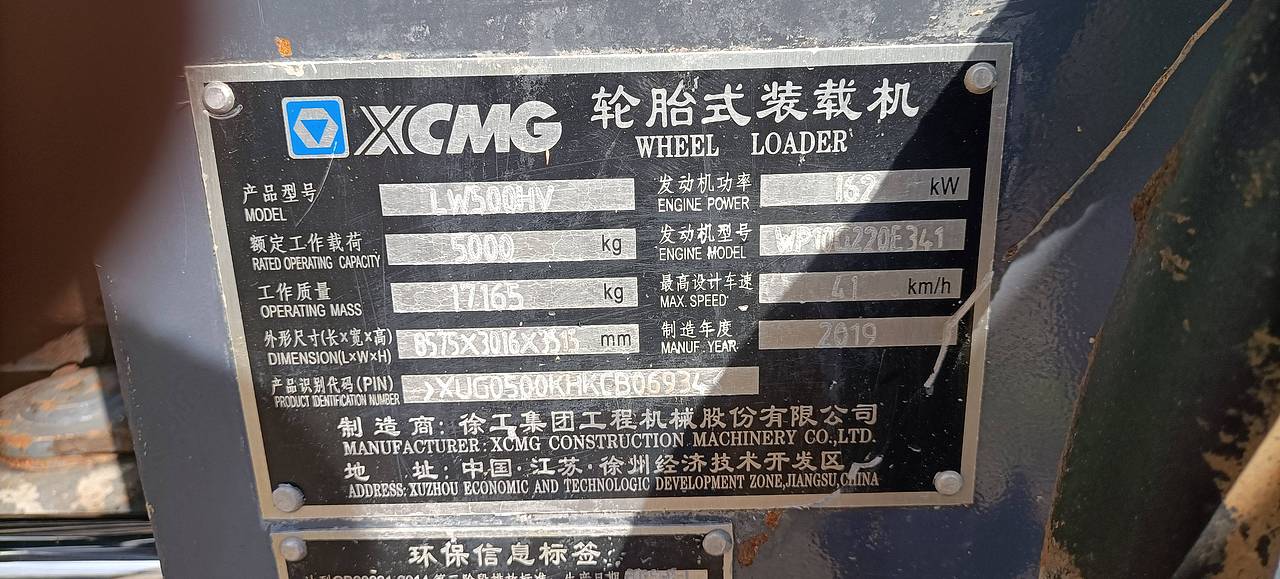 XCMG 轮胎式装载机
WHEEL LOADER
产品型号 LW500HV 发动机功率 162 kW
MODEL ENGINE POWER
额定工作载荷 5000 kg 发动机型号 WP10G220E341
RATED OPERATING CAPACITY ENGINE MODEL
工作质量 17165 kg 最高设计车速 41 km/h
OPERATING MASS MAX. SPEED
外形尺寸(长×宽×高) 8575×3016×3515 mm 制造年度 2019
DIMENSION(L×W×H) MANUF. YEAR
产品识别代码(PIN) >XUG0500KHKCB06934
PRODUCT IDENTIFICATION NUMBER
制造商:徐工集团工程机械股份有限公司
MANUFACTURER: XCMG CONSTRUCTION MACHINERY CO.,LTD.
地 址:中国·江苏·徐州经济技术开发区
ADDRESS: XUZHOU ECONOMIC AND TECHNOLOGIC DEVELOPMENT ZONE,JIANGSU,CHINA
环保信息标签